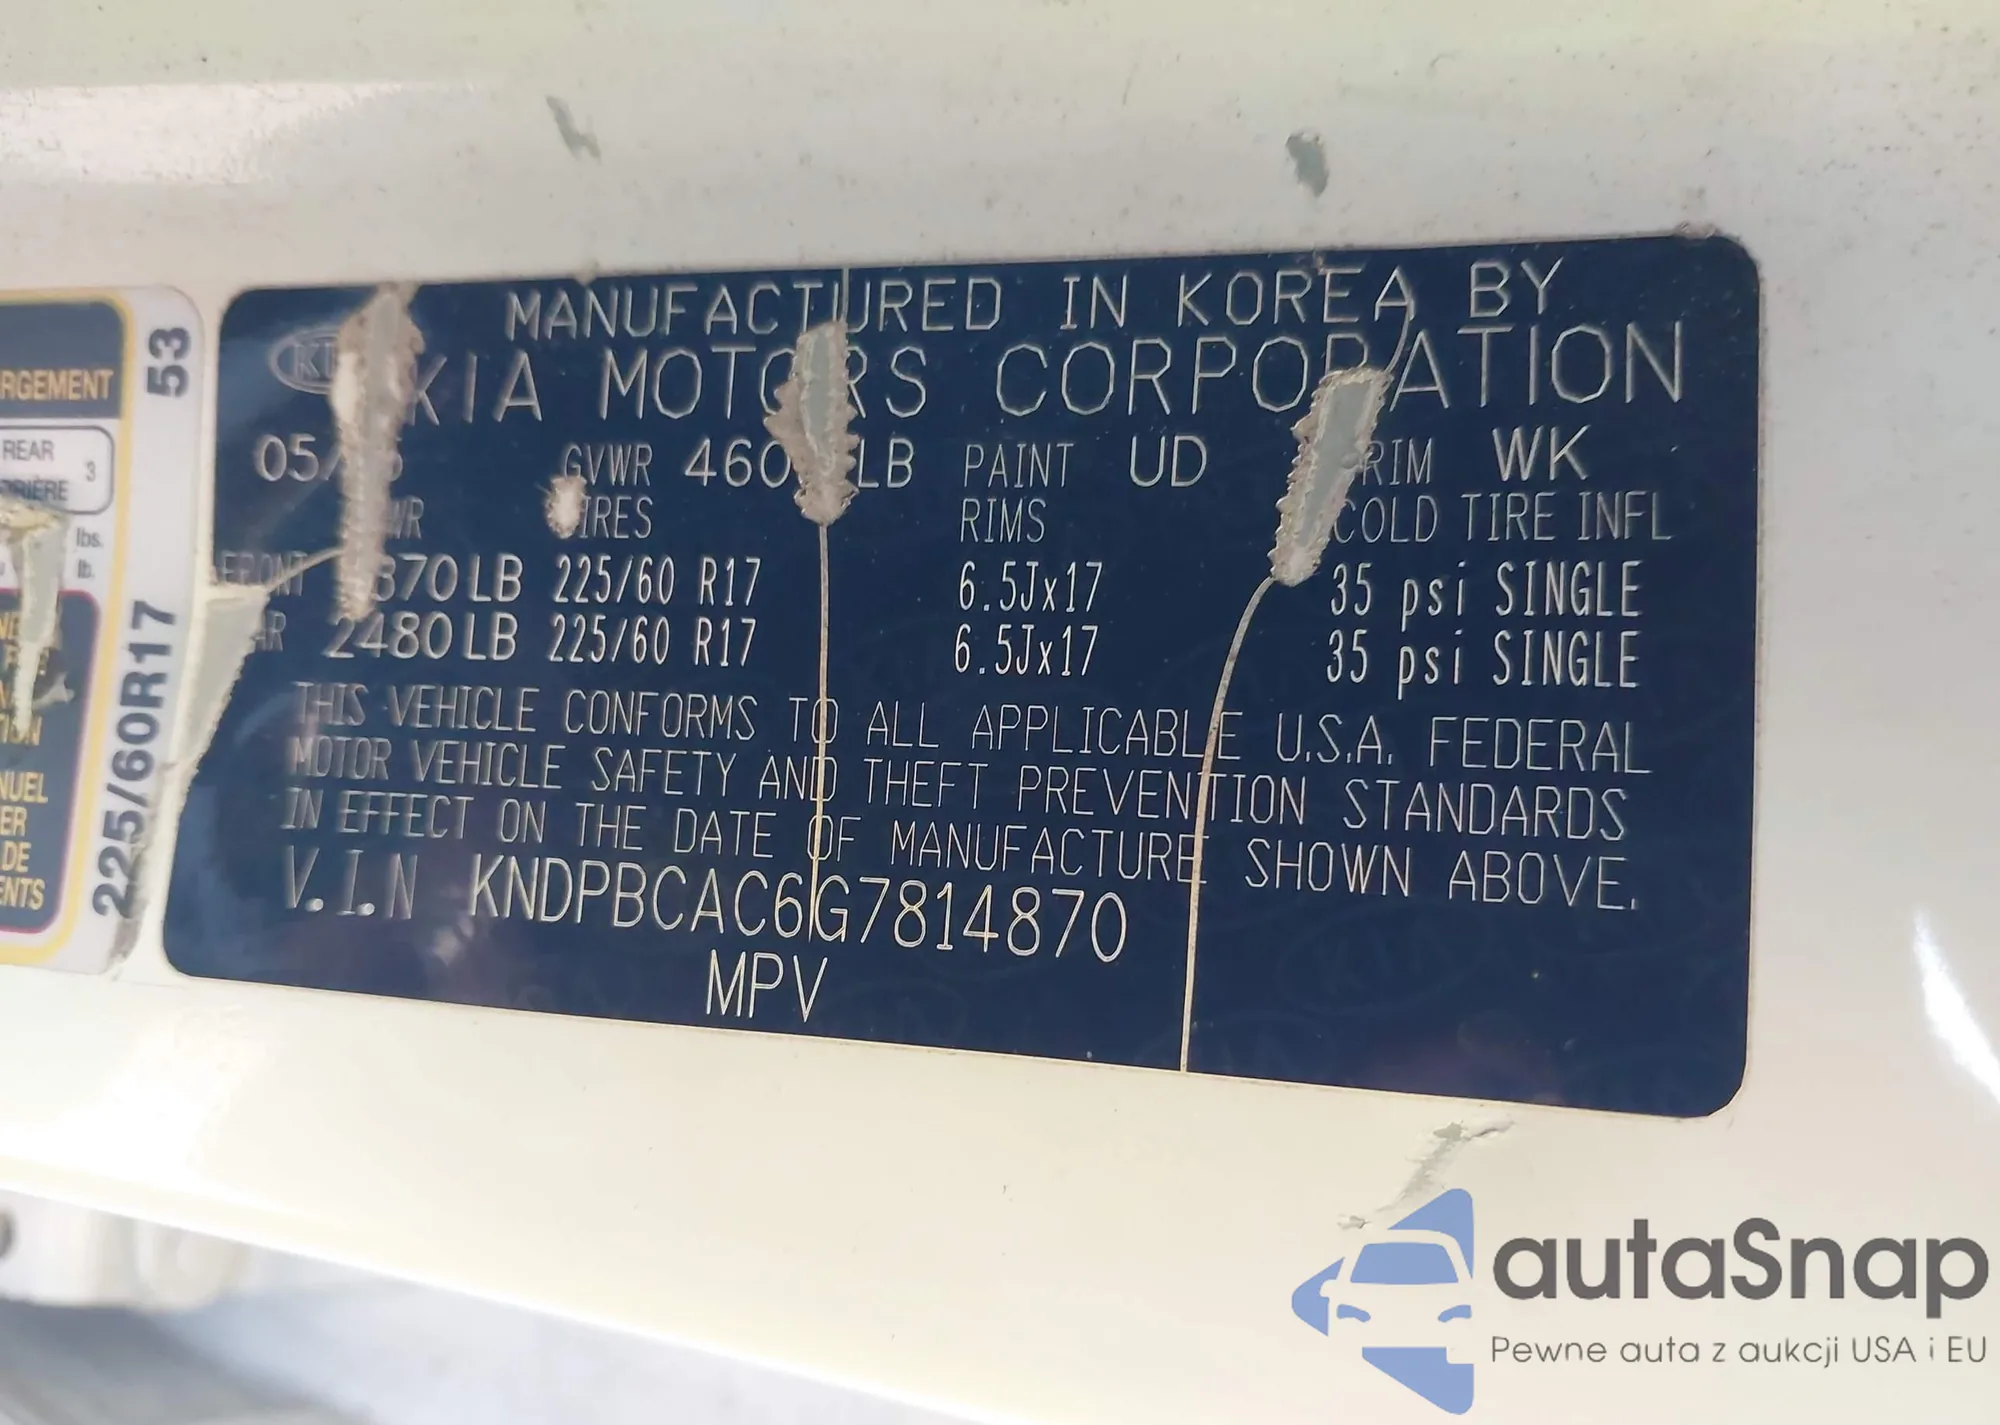 MANUFACTURED IN KOREA BY
KIA MOTORS CORPORATION
GVWR LB PAINT UD WK
RIMS COLD TIRE INFL
LB 225/60 R17 6.5Jx17 35 psi SINGLE
2480 LB 225/60 R17 6.5Jx17 35 psi SINGLE
THIS VEHICLE CONFORMS TO ALL APPLICABLE U.S.A. FEDERAL
MOTOR VEHICLE SAFETY AND THEFT PREVENTION STANDARDS
IN EFFECT ON THE DATE OF MANUFACTURE SHOWN ABOVE.
V.I.N KNDPBCAC6G7814870
MPV
REAR
3
lbs.
lb.
53
225/60R17
autaSnap
Pewne auta z aukcji USA i EU